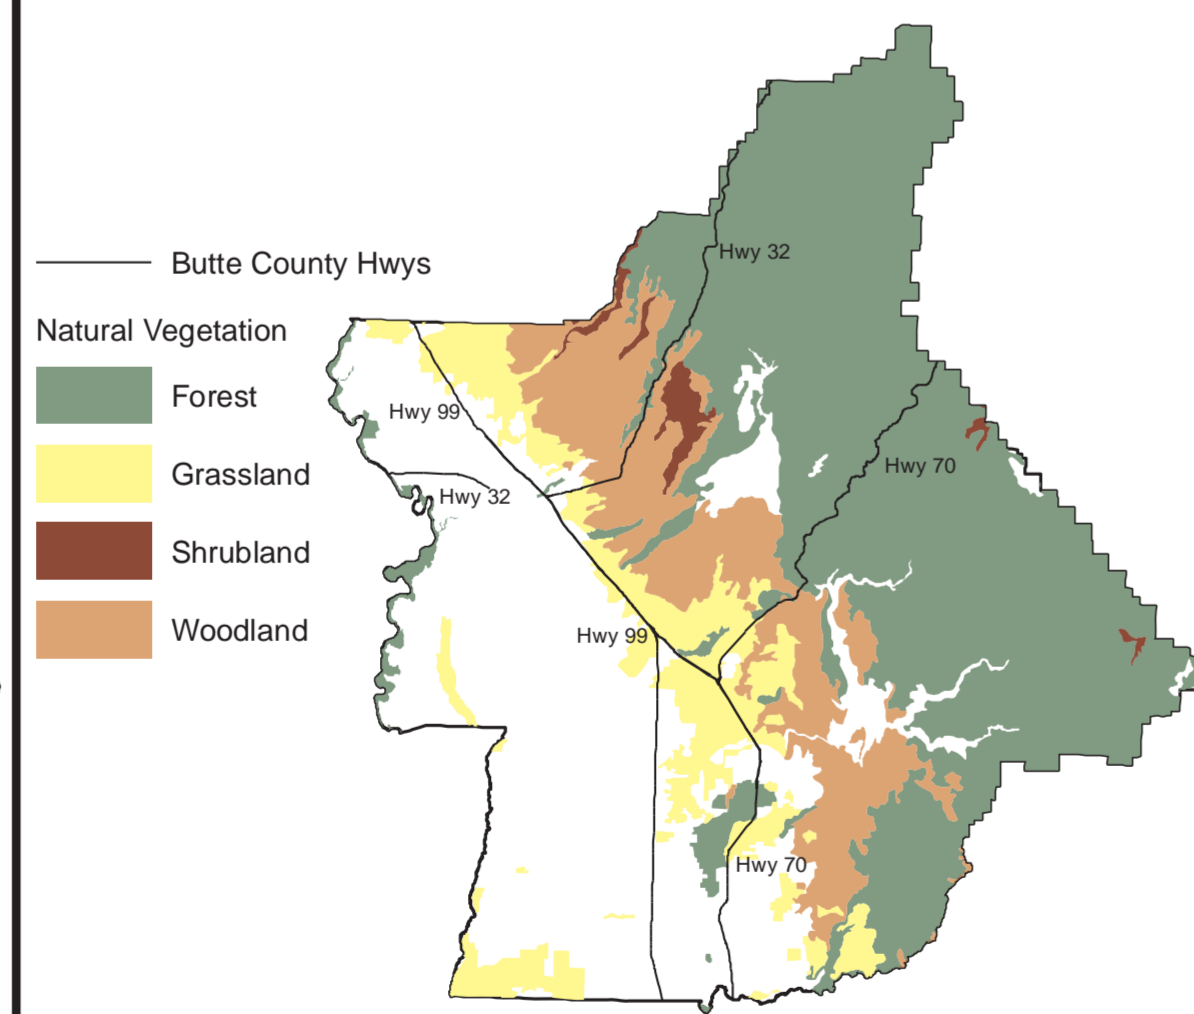 Butte County Hwys
Natural Vegetation
Forest
Grassland
Shrubland
Woodland
Hwy 32
Hwy 99
Hwy 70
Hwy 32
Hwy 99
Hwy 70